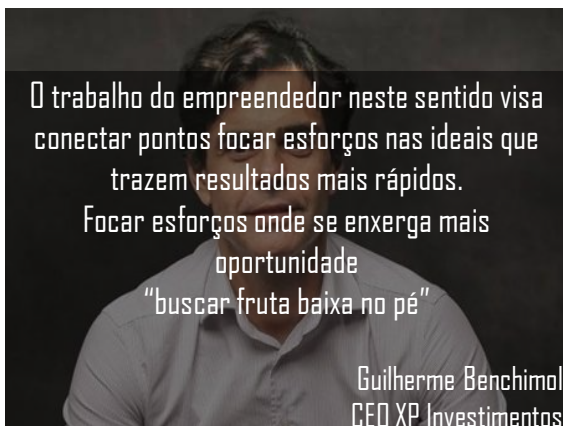 O trabalho do empreendedor neste sentido visa
conectar pontos focar esforços nas ideais que
trazem resultados mais rápidos.
Focar esforços onde se enxerga mais
oportunidade
“buscar fruta baixa no pé”
Guilherme Benchimol
CEO XP Investimentos